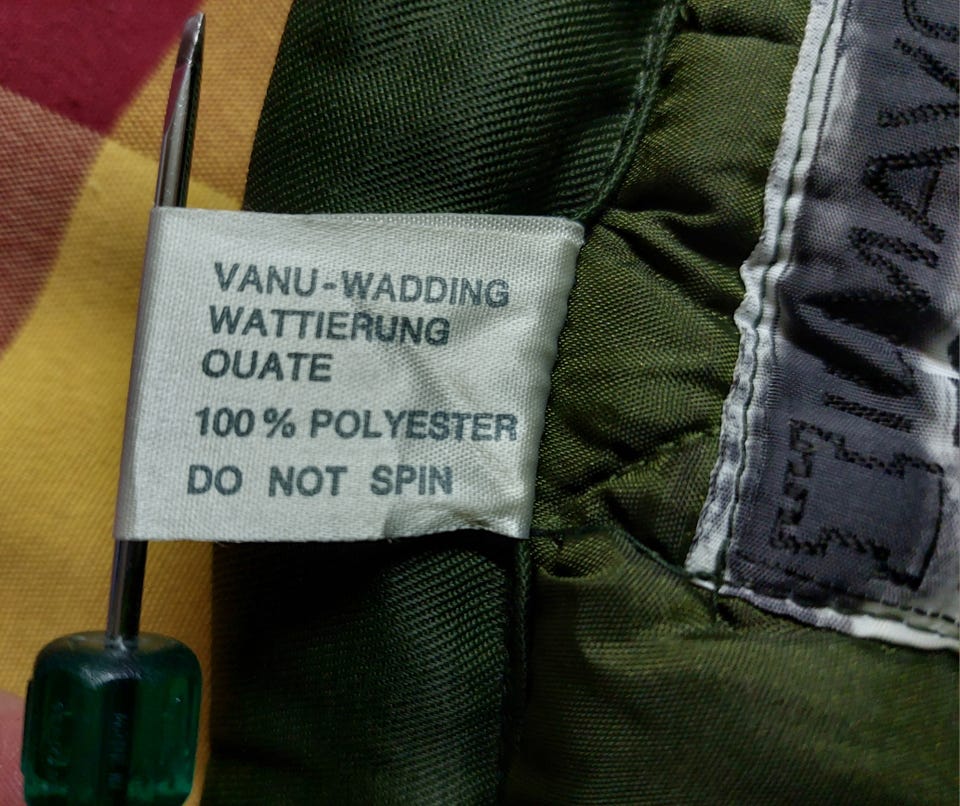 VANU-WADDING
WATTIERUNG
OUATE
100% POLYESTER
DO NOT SPIN